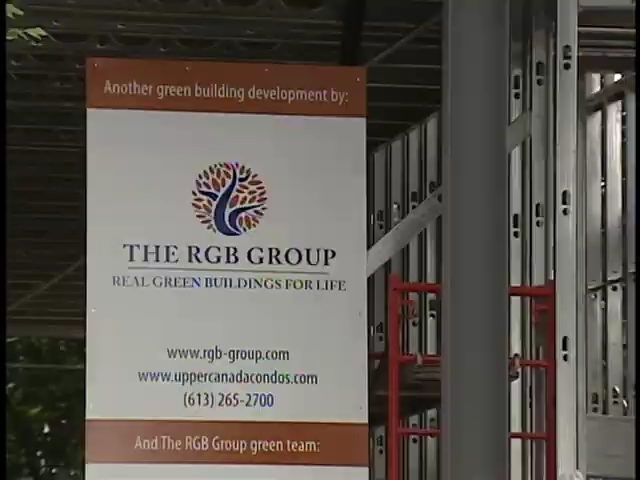 Another green building development by:
THE RGB GROUP
REAL GREEN BUILDINGS FOR LIFE
www.rgb-group.com
www.uppercanadacondos.com
(613) 265-2700
And The RGB Group green team: